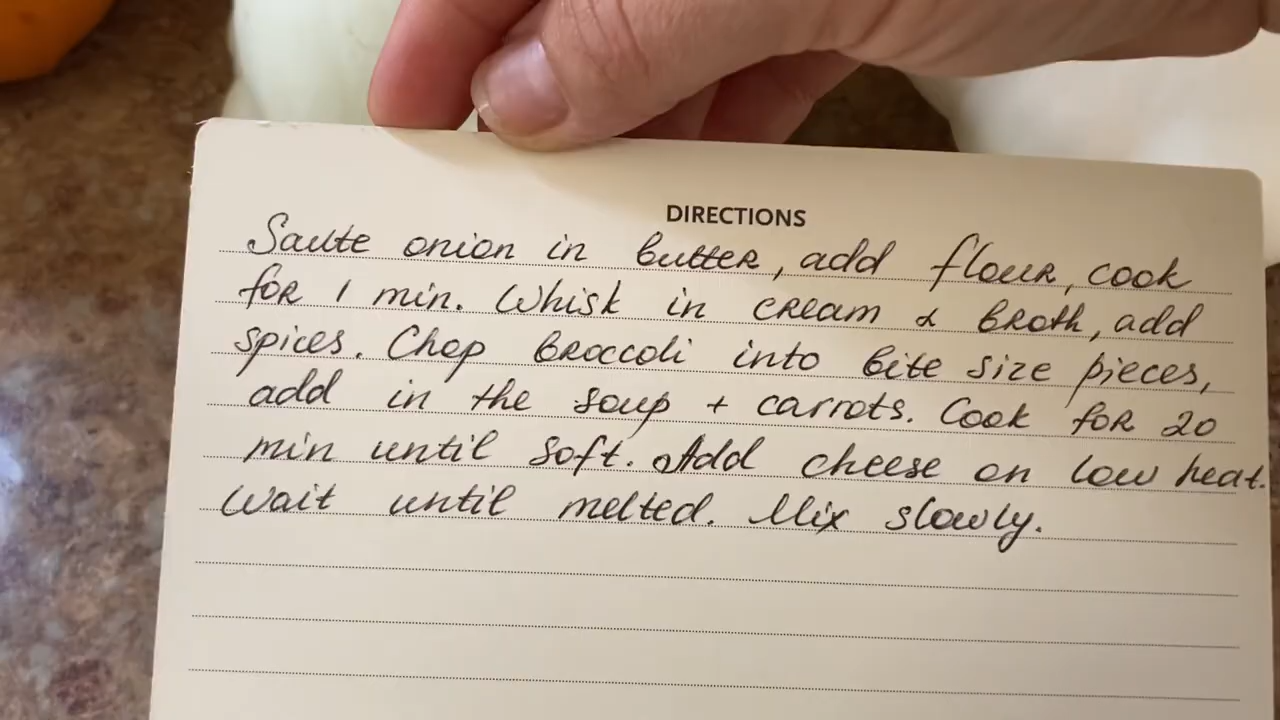 DIRECTIONS
Saute onion in butter, add flour, cook
for 1 min. Whisk in cream & broth, add
spices. Chop broccoli into bite size pieces,
add in the soup + carrots. Cook for 20
min until soft. Add cheese on low heat.
Wait until melted. Mix slowly.